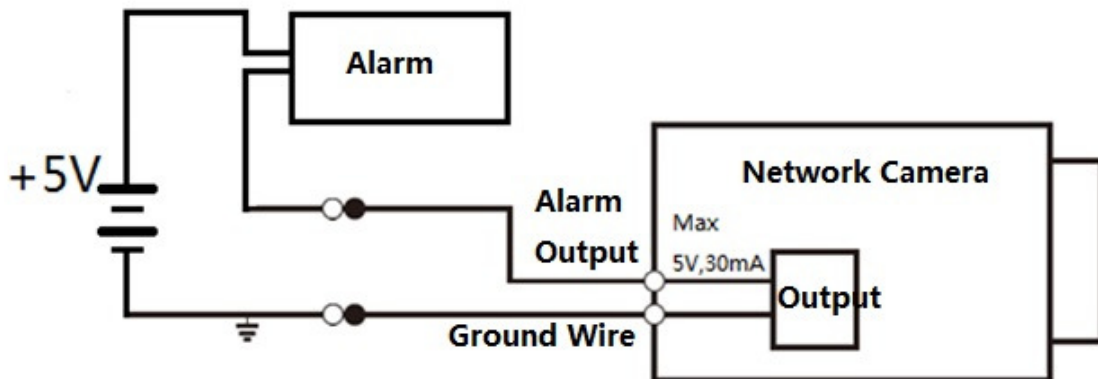 Alarm
+5V
Network Camera
Alarm
Output
Max
5V,30mA
Output
Ground Wire